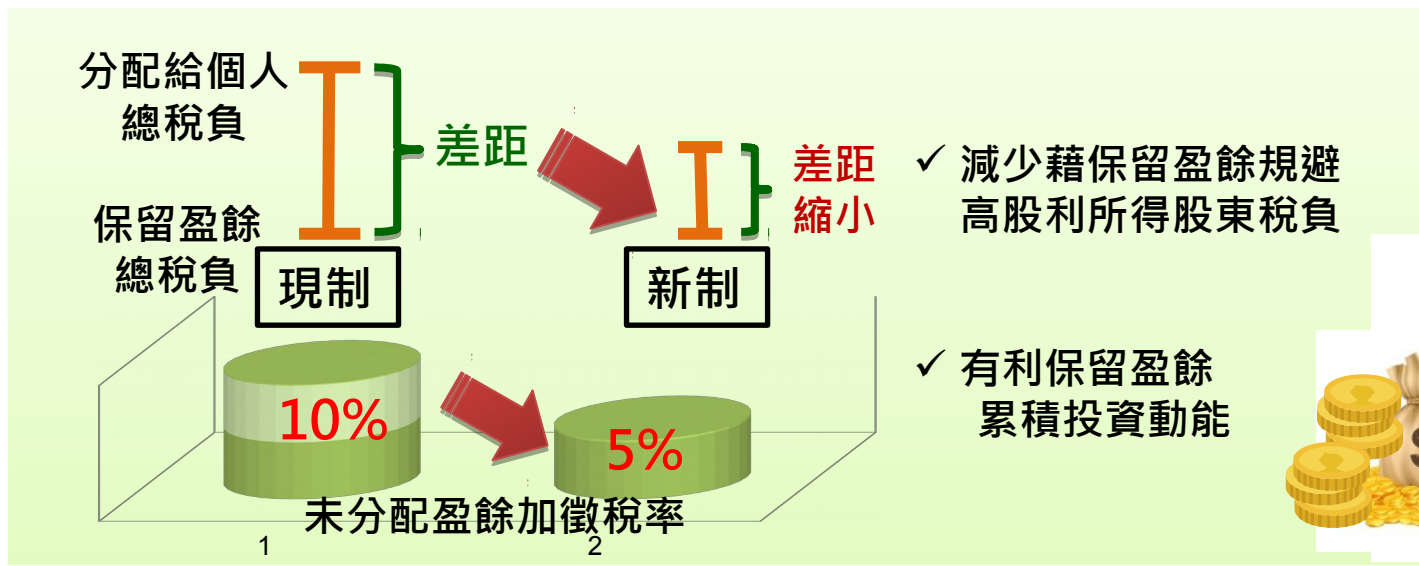 分配給個人
總稅負
差距
保留盈餘
總稅負
現制
差距
縮小
新制
✓ 減少藉保留盈餘規避
高股利所得股東稅負
10%
5%
未分配盈餘加徵稅率
1
2
✓ 有利保留盈餘
累積投資動能